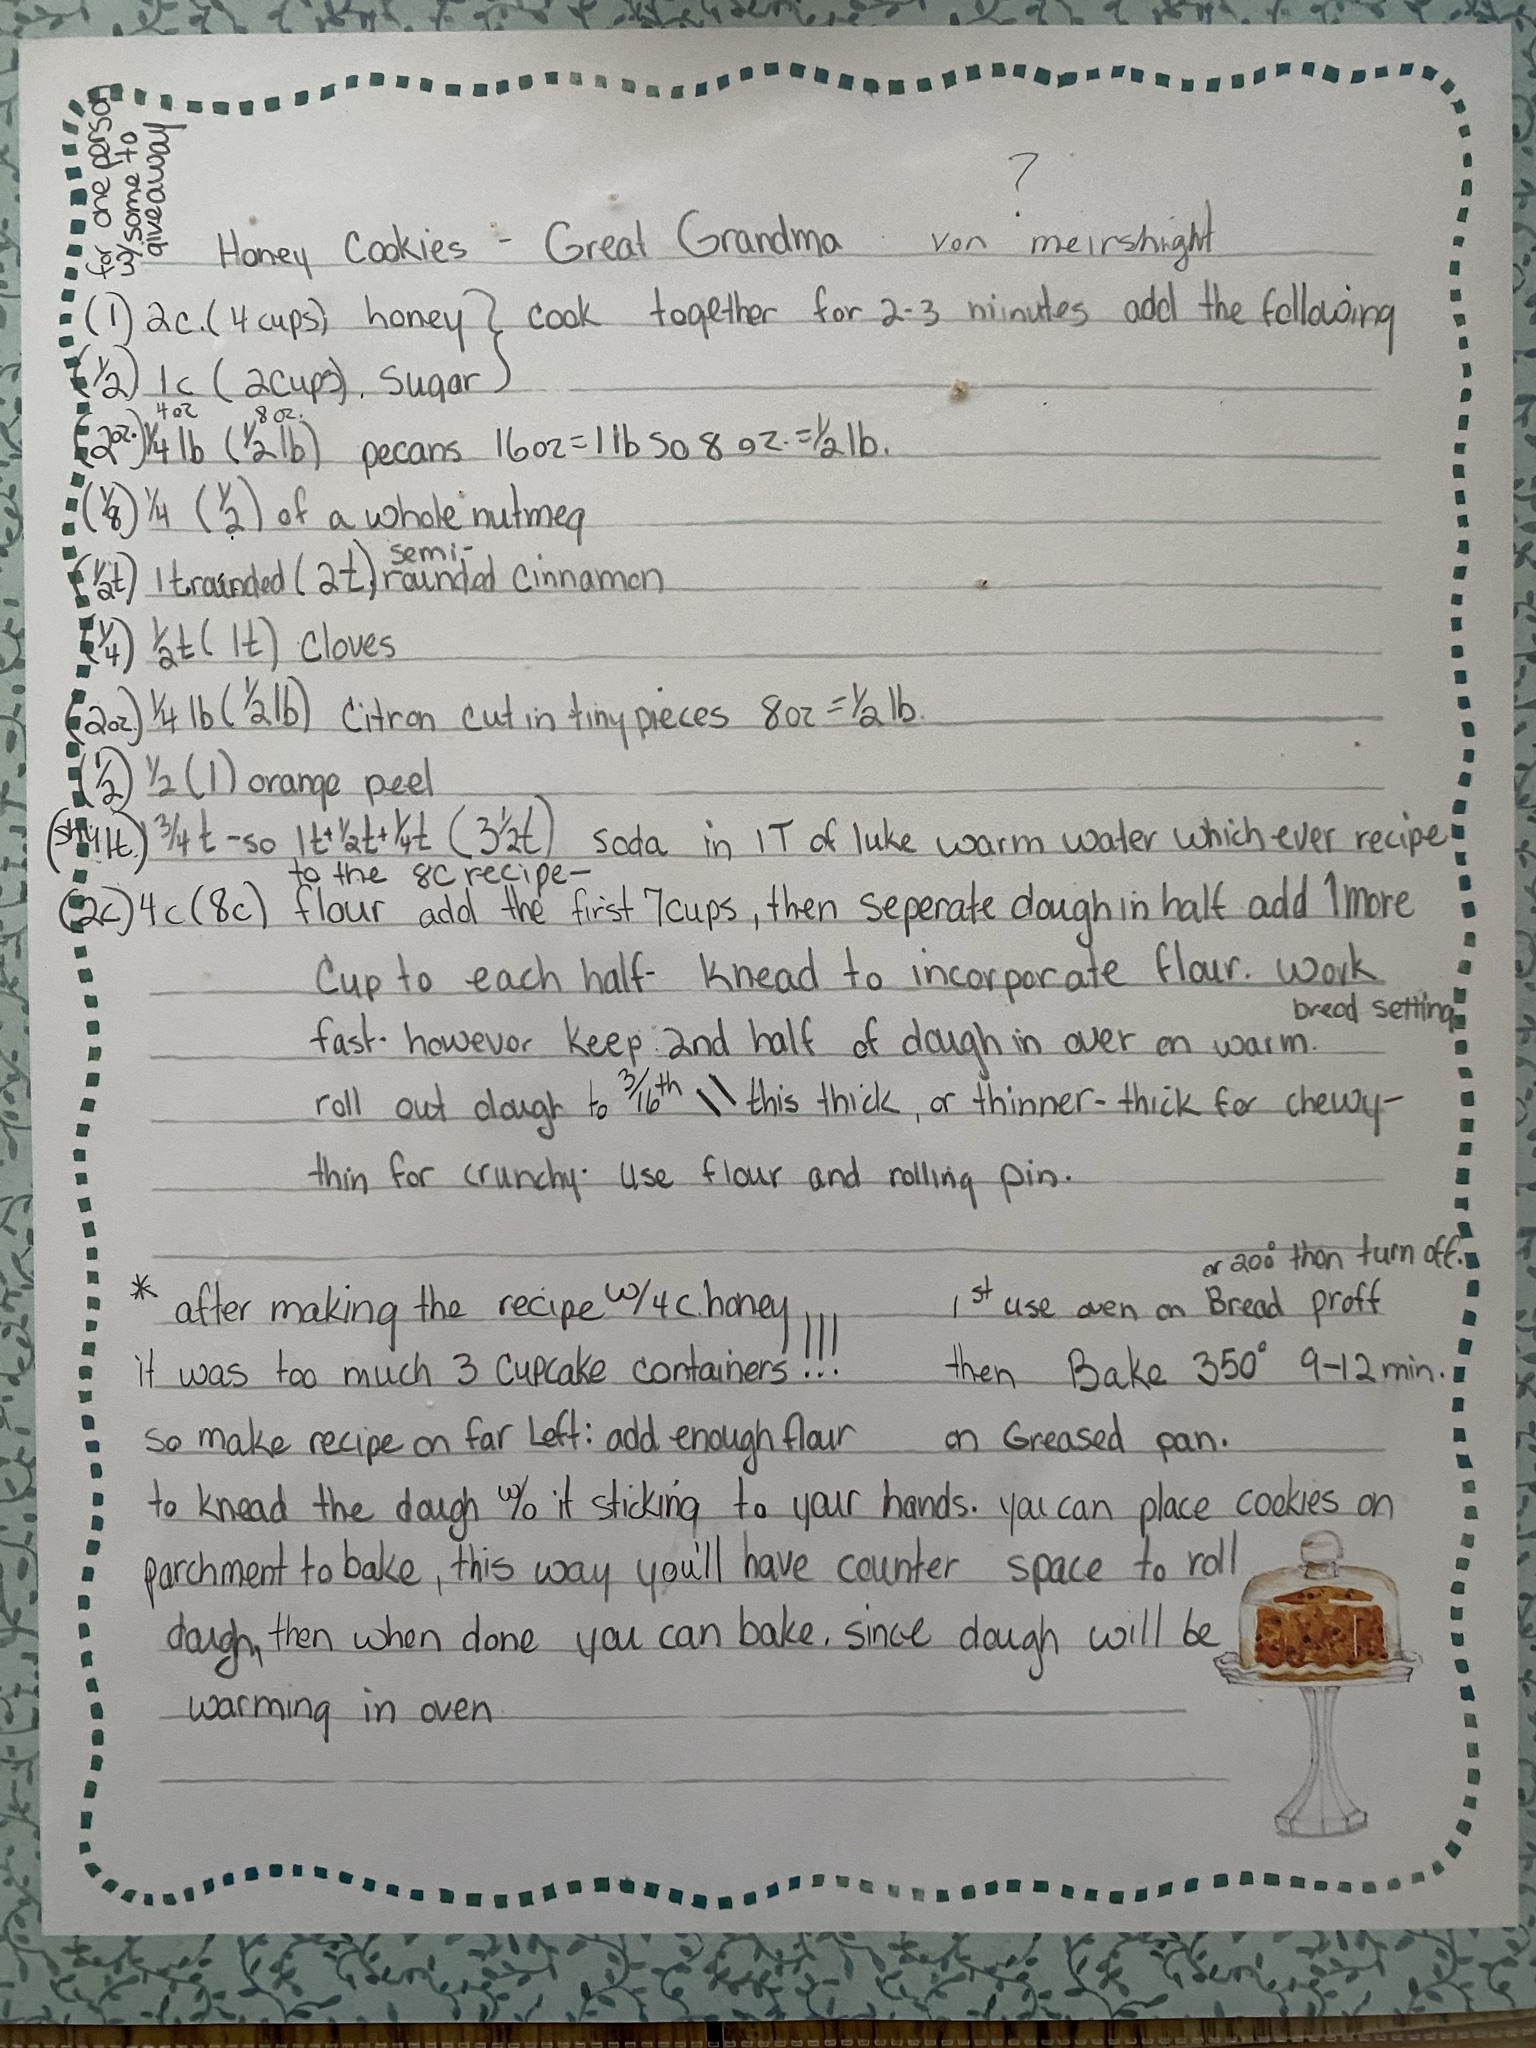 for one person
w/some to
giveaway
?
Honey Cookies - Great Grandma von meirshight
(1) 2c. (4 cups) honey } cook together for 2-3 minutes add the following
(1/2) 1c (2cups). Sugar
4oz 8oz.
(2oz.) 1/4 lb (1/2 lb) pecans 16oz=1lb so 8 oz.=1/2 lb.
(1/8) 1/4 (1/2) of a whole nutmeg
semi-
(1/2t) 1t rounded (2t) rounded cinnamon
(1/4) 1/2t (1t) cloves
(2oz) 1/4 lb (1/2 lb) citron cut in tiny pieces 8oz = 1/2 lb.
(1/2) 1/2 (1) orange peel
(shy 1t.) 1 3/4 t -so 1t+1/2t+1/4t (3 1/2t) soda in 1T of luke warm water which ever recipe
to the 8c recipe-
(2c) 4c (8c) flour add the first 7cups, then seperate dough in half add 1 more
Cup to each half- knead to incorporate flour. Work
bread setting
fast. however keep 2nd half of dough in over on warm.
roll out dough to 3/16th \\ this thick, or thinner- thick for chewy-
thin for crunchy. Use flour and rolling pin.
or 200° then turn off.
* after making the recipe w/4c. honey 1st use oven on Bread proff
it was too much 3 cupcake containers!!! then Bake 350° 9-12 min.
so make recipe on far Left: add enough flour on Greased pan.
to knead the dough w/o it sticking to your hands. you can place cookies on
parchment to bake, this way you'll have counter space to roll
dough, then when done you can bake. since dough will be
warming in oven